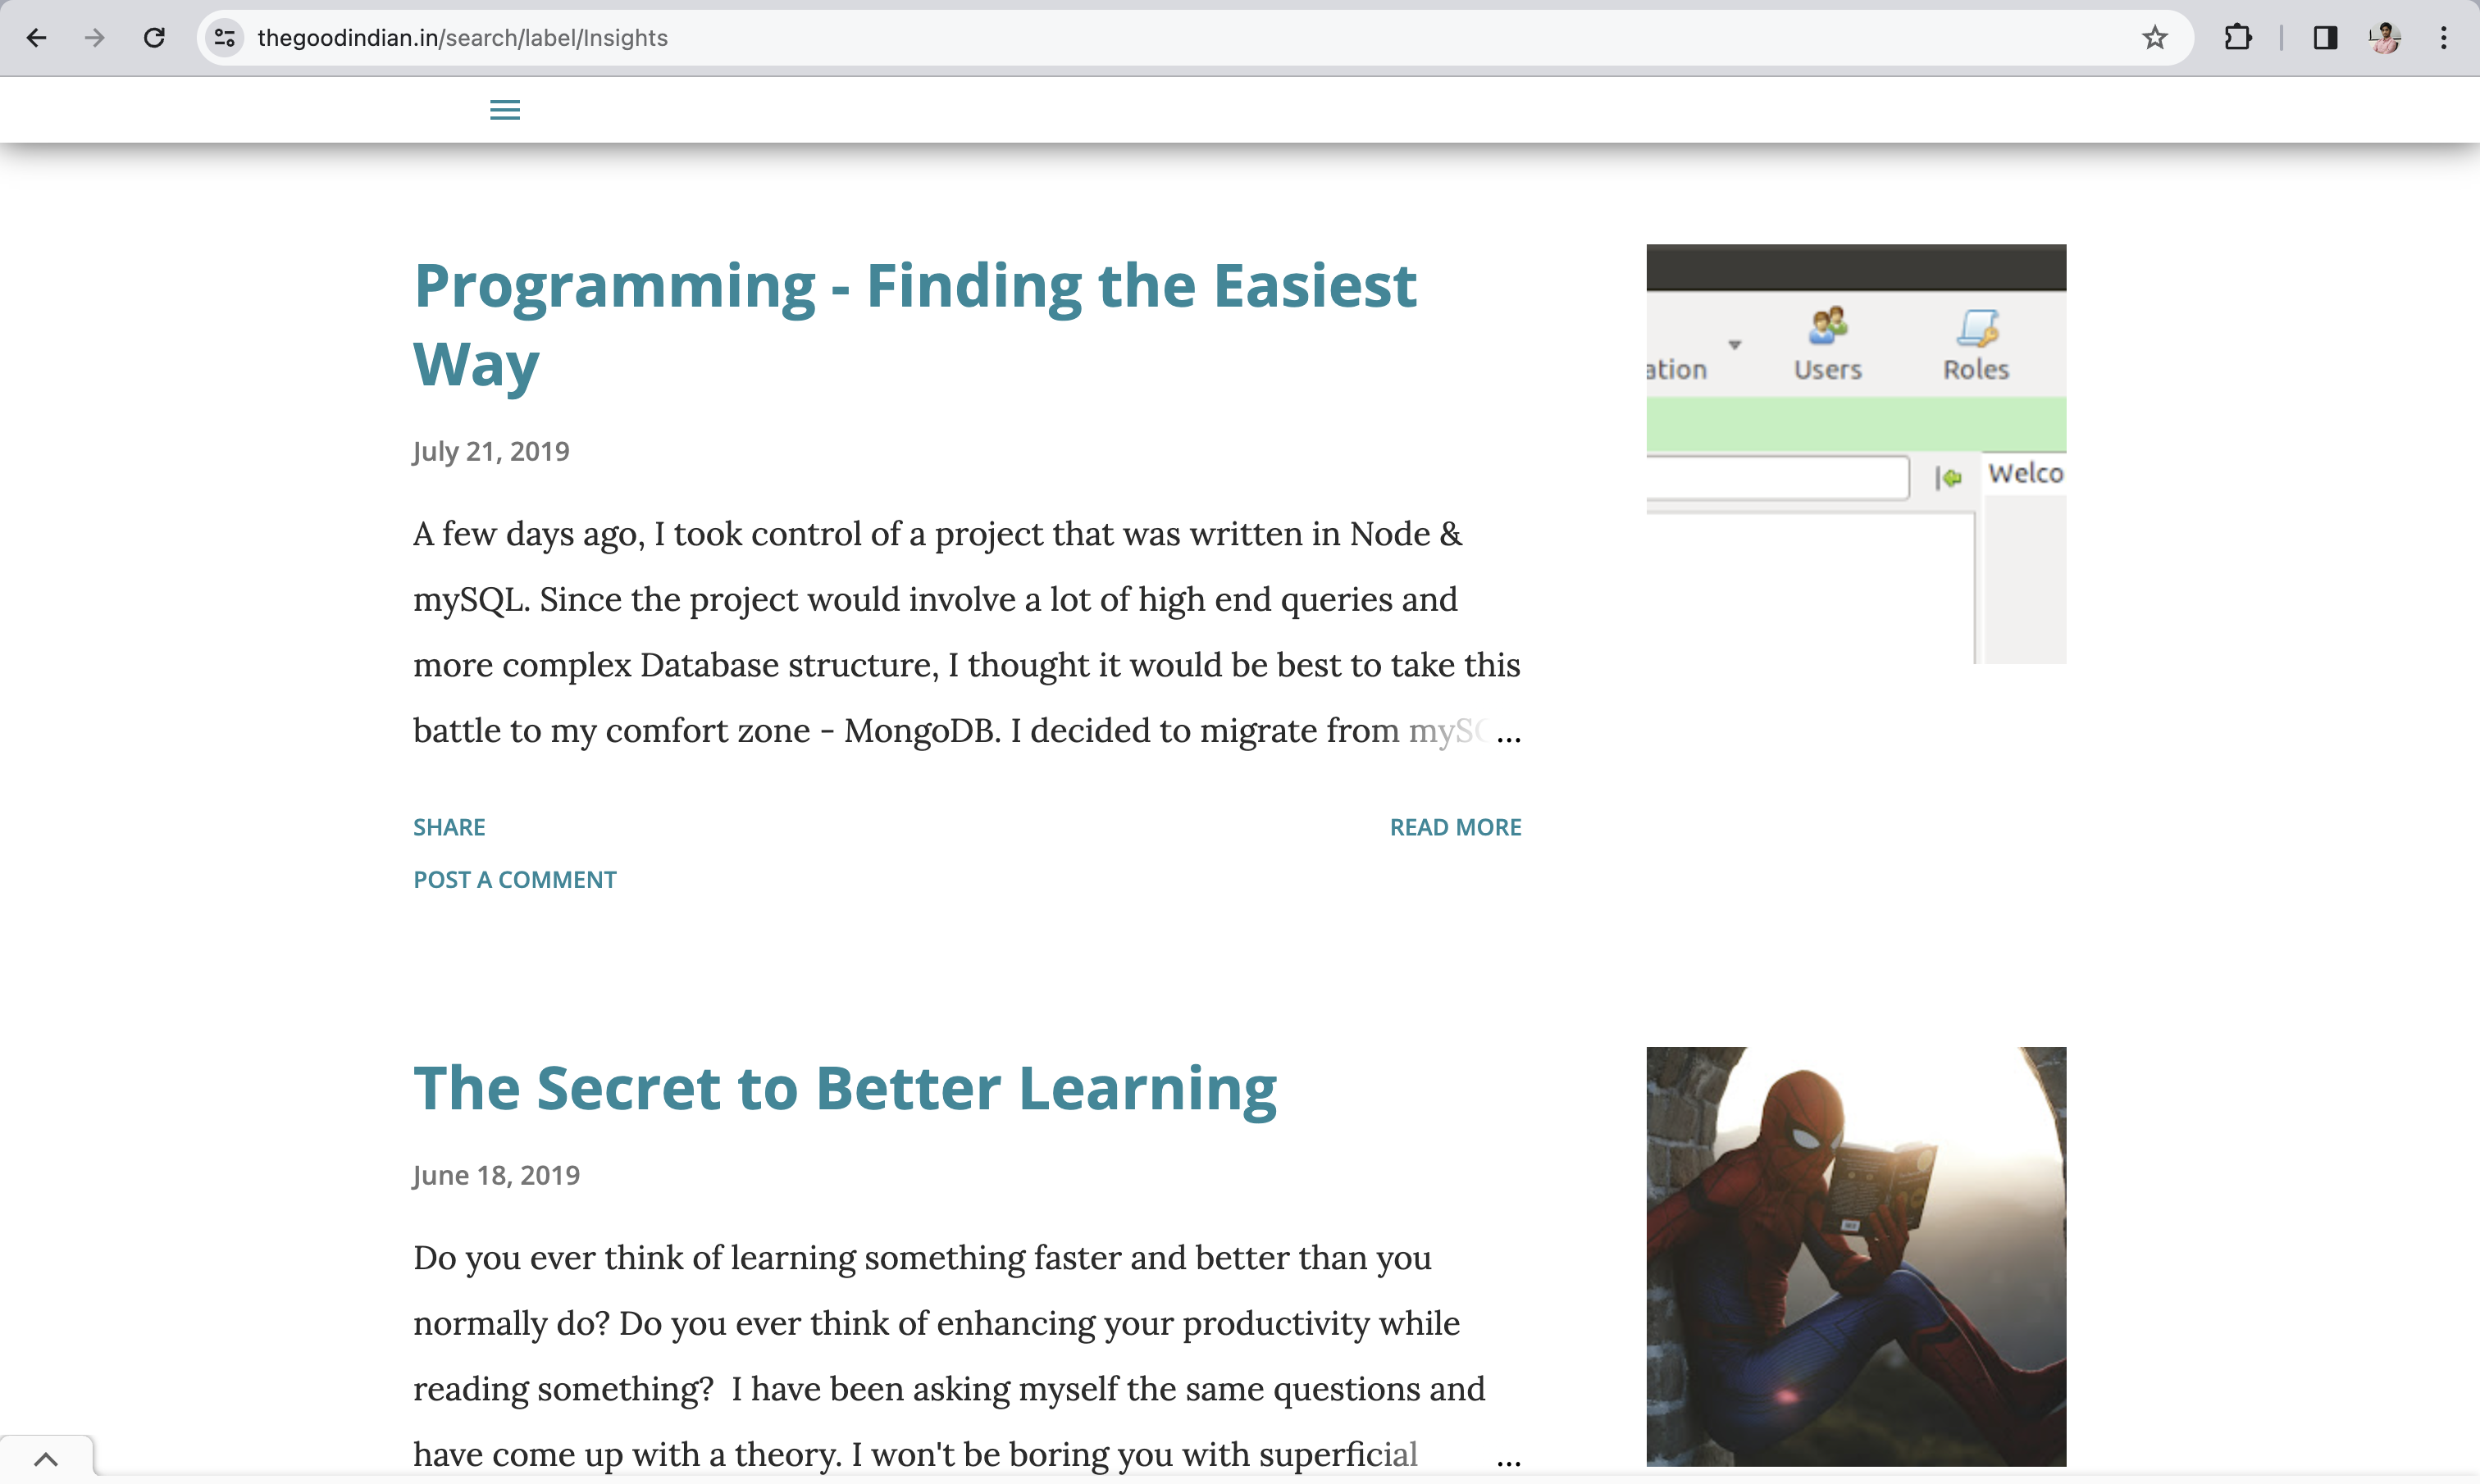 thegoodindian.in/search/label/Insights
Programming - Finding the Easiest
Way
July 21, 2019
A few days ago, I took control of a project that was written in Node &
mySQL. Since the project would involve a lot of high end queries and
more complex Database structure, I thought it would be best to take this
battle to my comfort zone - MongoDB. I decided to migrate from ...
SHARE
READ MORE
POST A COMMENT
ation
Users
Roles
Welco
The Secret to Better Learning
June 18, 2019
Do you ever think of learning something faster and better than you
normally do? Do you ever think of enhancing your productivity while
reading something?  I have been asking myself the same questions and
have come up with a theory. I won't be boring you with superficial ...